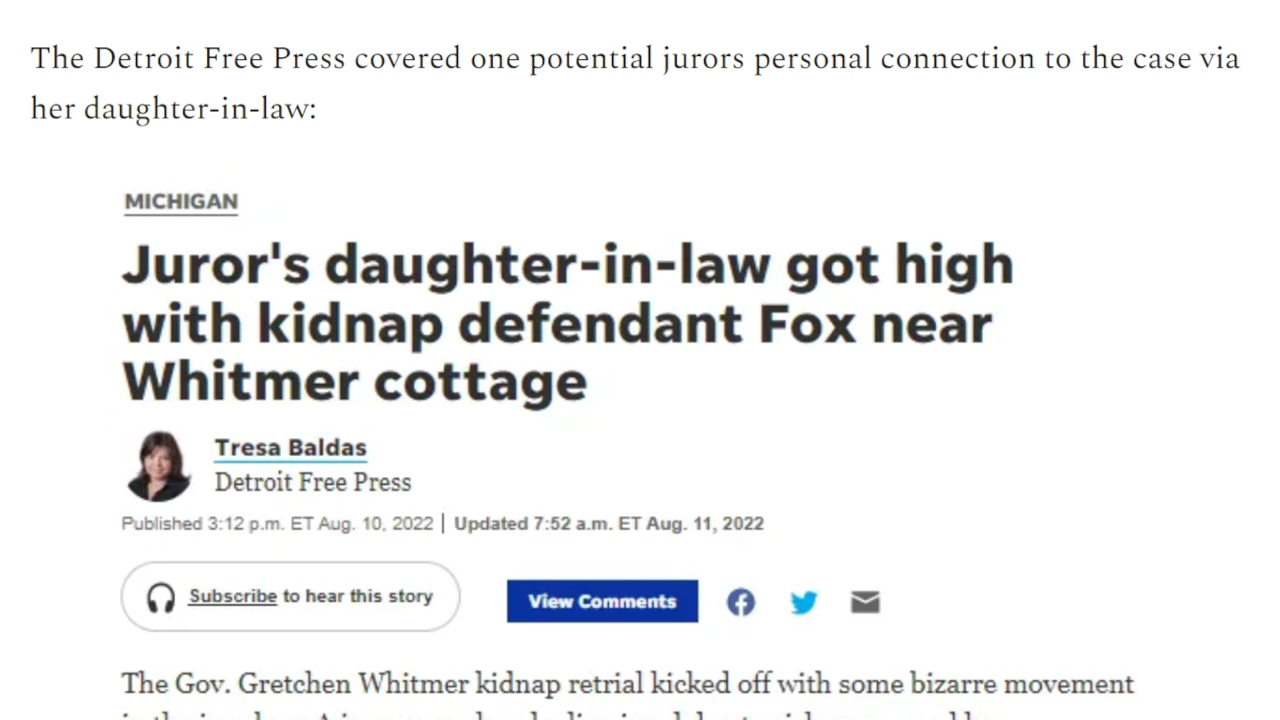 The Detroit Free Press covered one potential jurors personal connection to the case via
her daughter-in-law:
MICHIGAN
Juror's daughter-in-law got high
with kidnap defendant Fox near
Whitmer cottage
Tresa Baldas
Detroit Free Press
Published 3:12 p.m. ET Aug. 10, 2022 | Updated 7:52 a.m. ET Aug. 11, 2022
Subscribe to hear this story
View Comments
The Gov. Gretchen Whitmer kidnap retrial kicked off with some bizarre movement